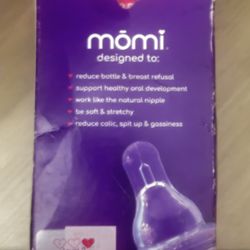 mōmi
designed to:
reduce bottle & breast refusal
support healthy oral development
work like the natural nipple
be soft & stretchy
reduce colic, spit up & gassiness